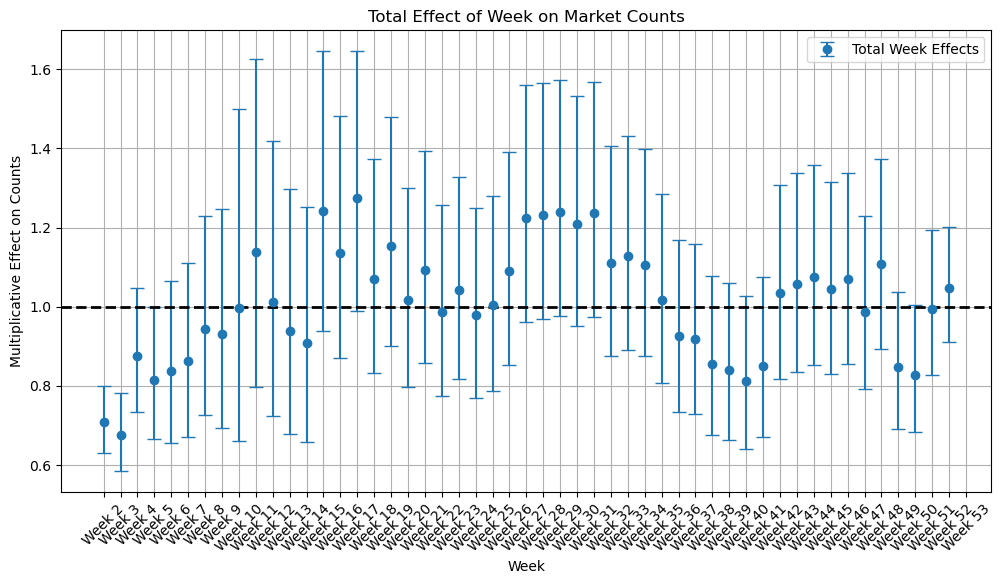 Total Effect of Week on Market Counts
Total Week Effects
Multiplicative Effect on Counts
1.6
1.4
1.2
1.0
0.8
0.6
Week 2
Week 3
Week 4
Week 5
Week 6
Week 7
Week 8
Week 9
Week 10
Week 11
Week 12
Week 13
Week 14
Week 15
Week 16
Week 17
Week 18
Week 19
Week 20
Week 21
Week 22
Week 23
Week 24
Week 25
Week 26
Week 27
Week 28
Week 29
Week 30
Week 31
Week 32
Week 33
Week 34
Week 35
Week 36
Week 37
Week 38
Week 39
Week 40
Week 41
Week 42
Week 43
Week 44
Week 45
Week 46
Week 47
Week 48
Week 49
Week 50
Week 51
Week 52
Week 53
Week